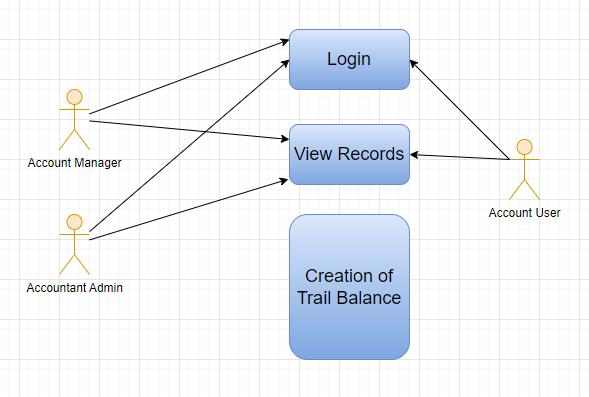 Login
Account Manager
View Records
Account User
Accountant Admin
Creation of
Trail Balance